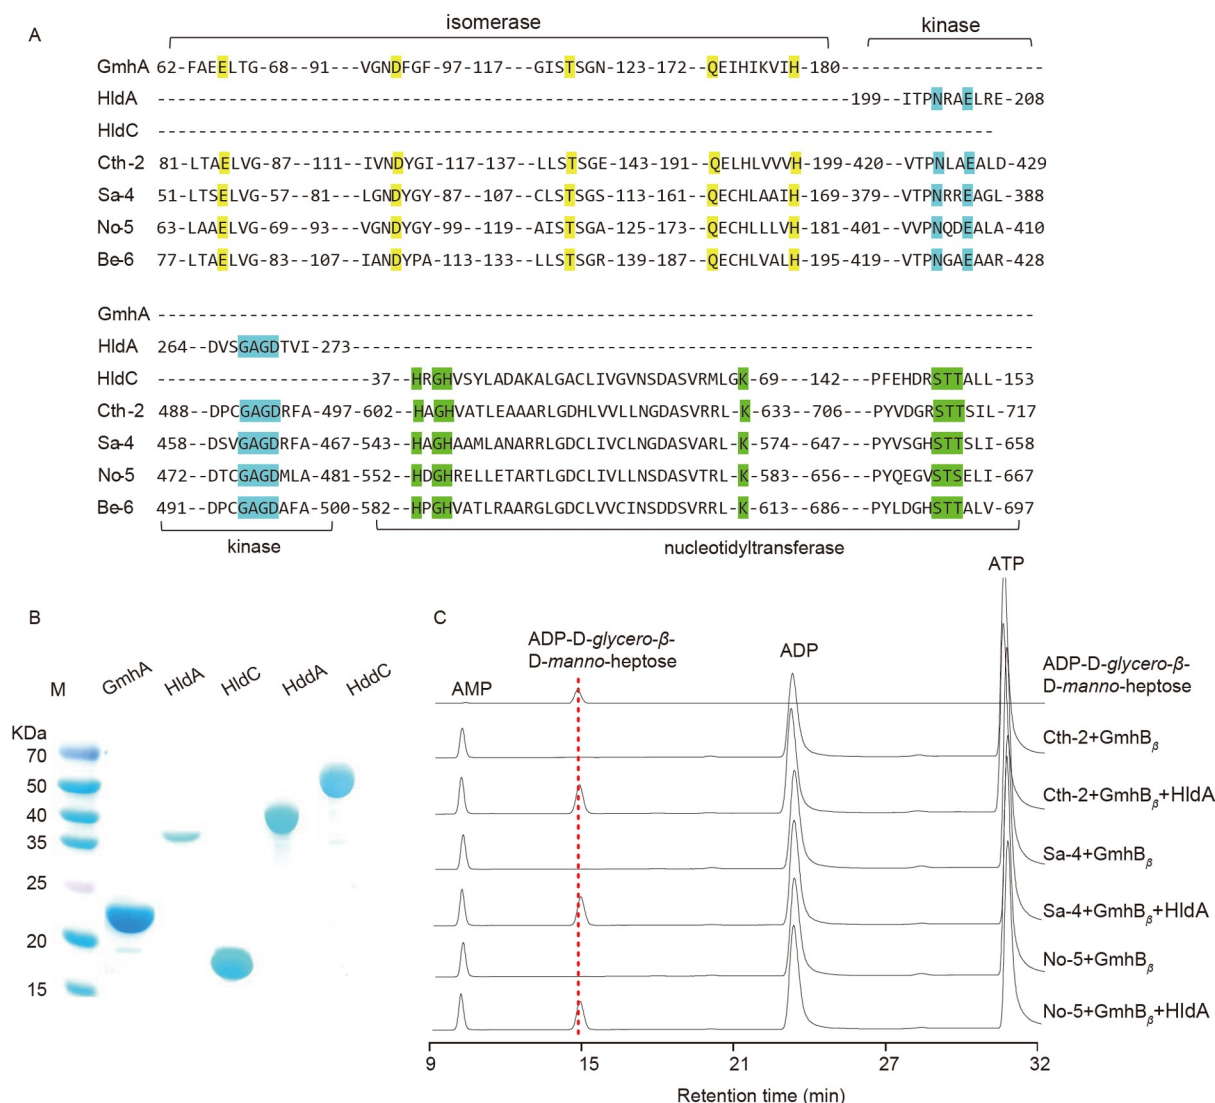 A
isomerase
kinase
GmhA 62-FAEELTG-68--91---VGNDFGF-97-117---GISTSGN-123-172--QEIHIKVIH-180--------------------
HldA --------------------------------------------------------------------199--ITPNRAELRE-208
HldC ----------------------------------------------------------------------------------
Cth-2 81-LTAELVG-87--111---IVNDYGI-117-137--LLSTSGE-143-191--QELHLVVVH-199-420--VTPNLAEALD-429
Sa-4 51-LTSELVG-57--81---LGNDYGY-87--107---CLSTSGS-113-161--QECHLAAIH-169-379--VTPNRREAGL-388
No-5 63-LAAELVG-69--93---VGNDYGY-99--119---AISTSGA-125-173--QECHLLLVH-181-401--VVPNQDEALA-410
Be-6 77-LTAELVG-83--107---IANDYPA-113-133---LLSTSGR-139-187--QECHLVALH-195-419--VTPNGAEAAR-428
GmhA --------------------------------------------------------------------------------------
HldA 264--DVSGAGDTVI-273-------------------------------------------------------------------
HldC ---------------------37--HRGHVSYLADAKALGACLIVGVNSDASVRMLGK-69---142---PFEHDRSTTALL-153
Cth-2 488--DPCGAGDRFA-497-602--HAGHVATLEAAARLGDHLVVLLNGDASVRRL-K-633--706---PYVDGRSTTSIL-717
Sa-4 458--DSVGAGDRFA-467-543--HAGHAAMLANARRLGDCLIVCLNGDASVARL-K-574--647---PYVSGHSTTSLI-658
No-5 472--DTCGAGDMLA-481-552--HDGHRELLETARTLGDCLIVLLNSDASVTRL-K-583--656---PYQEGVSTSELI-667
Be-6 491--DPCGAGDAFA-500-582--HPGHVATLRAARGLGDCLVVCINSDDSVRRL-K-613--686---PYLDGHSTTALV-697
kinase
nucleotidyltransferase
B
M GmhA HldA HldC HddA HddC
KDa
70
50
40
35
25
20
15
C
ATP
ADP-D-glycero-β-
D-manno-heptose
ADP
AMP
ADP-D-glycero-β-
D-manno-heptose
Cth-2+GmhBβ
Cth-2+GmhBβ+HldA
Sa-4+GmhBβ
Sa-4+GmhBβ+HldA
No-5+GmhBβ
No-5+GmhBβ+HldA
9 15 21 27 32
Retention time (min)